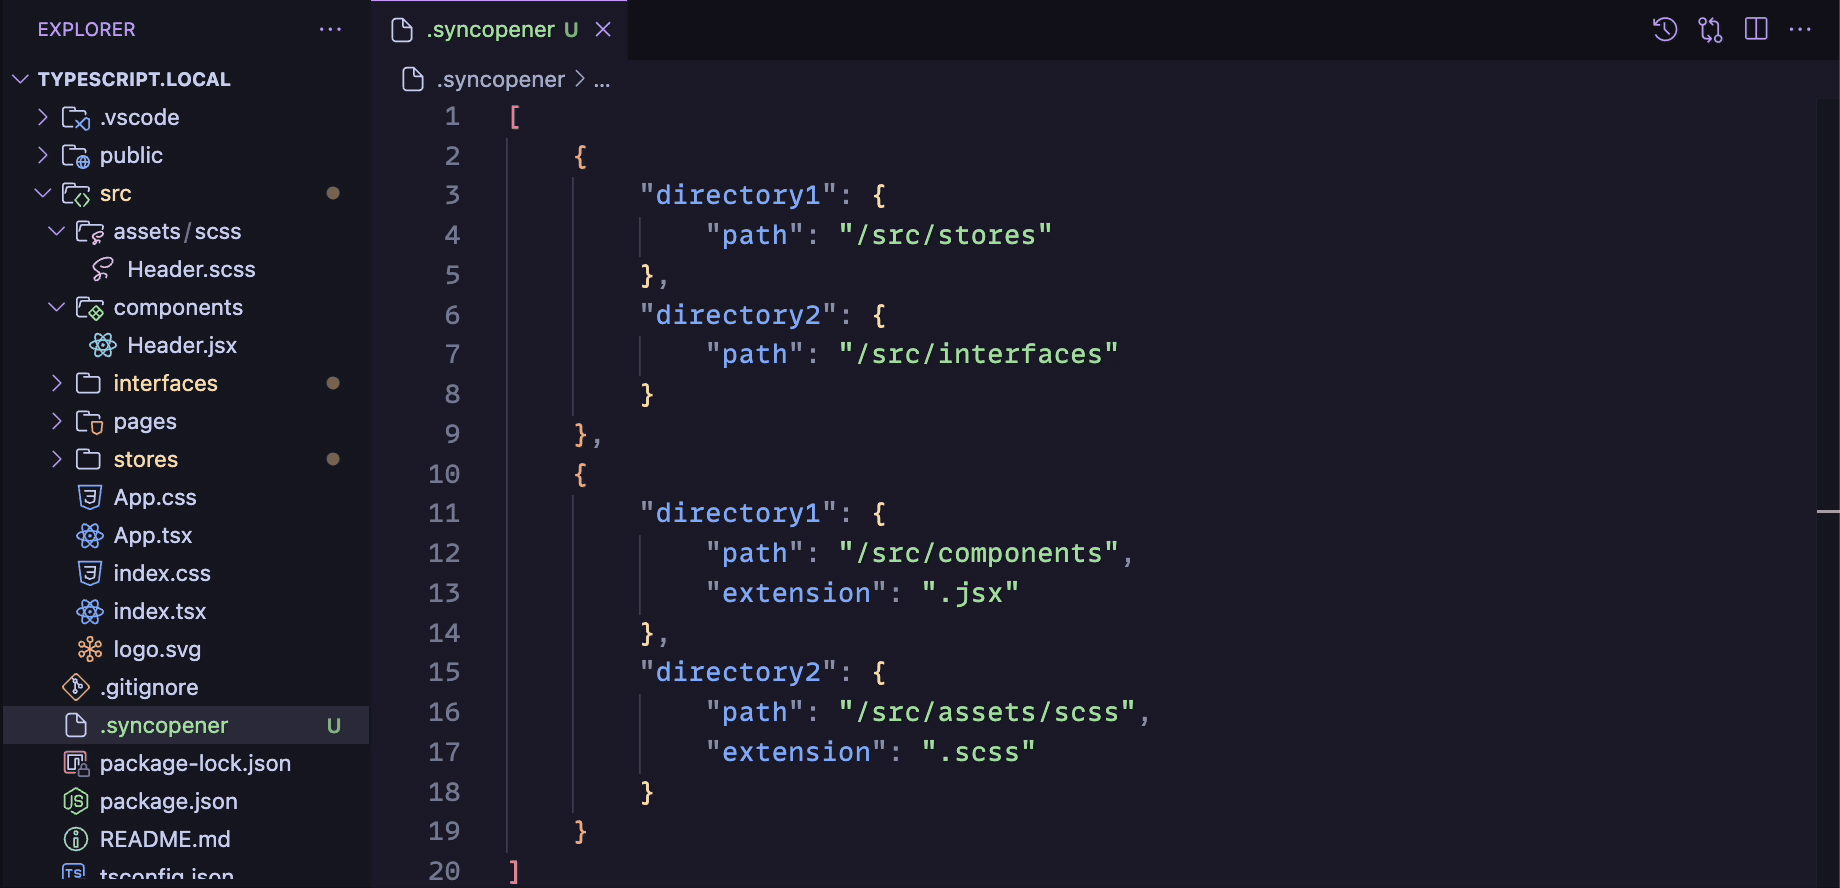 EXPLORER
TYPESCRIPT.LOCAL
.vscode
public
src
assets/scss
Header.scss
components
Header.jsx
interfaces
pages
stores
App.css
App.tsx
index.css
index.tsx
logo.svg
.gitignore
.syncopener U
package-lock.json
package.json
README.md
tsconfig.json
.syncopener U
.syncopener > ...
1 [
2     {
3         "directory1": {
4             "path": "/src/stores"
5         },
6         "directory2": {
7             "path": "/src/interfaces"
8         }
9     },
10     {
11         "directory1": {
12             "path": "/src/components",
13             "extension": ".jsx"
14         },
15         "directory2": {
16             "path": "/src/assets/scss",
17             "extension": ".scss"
18         }
19     }
20 ]